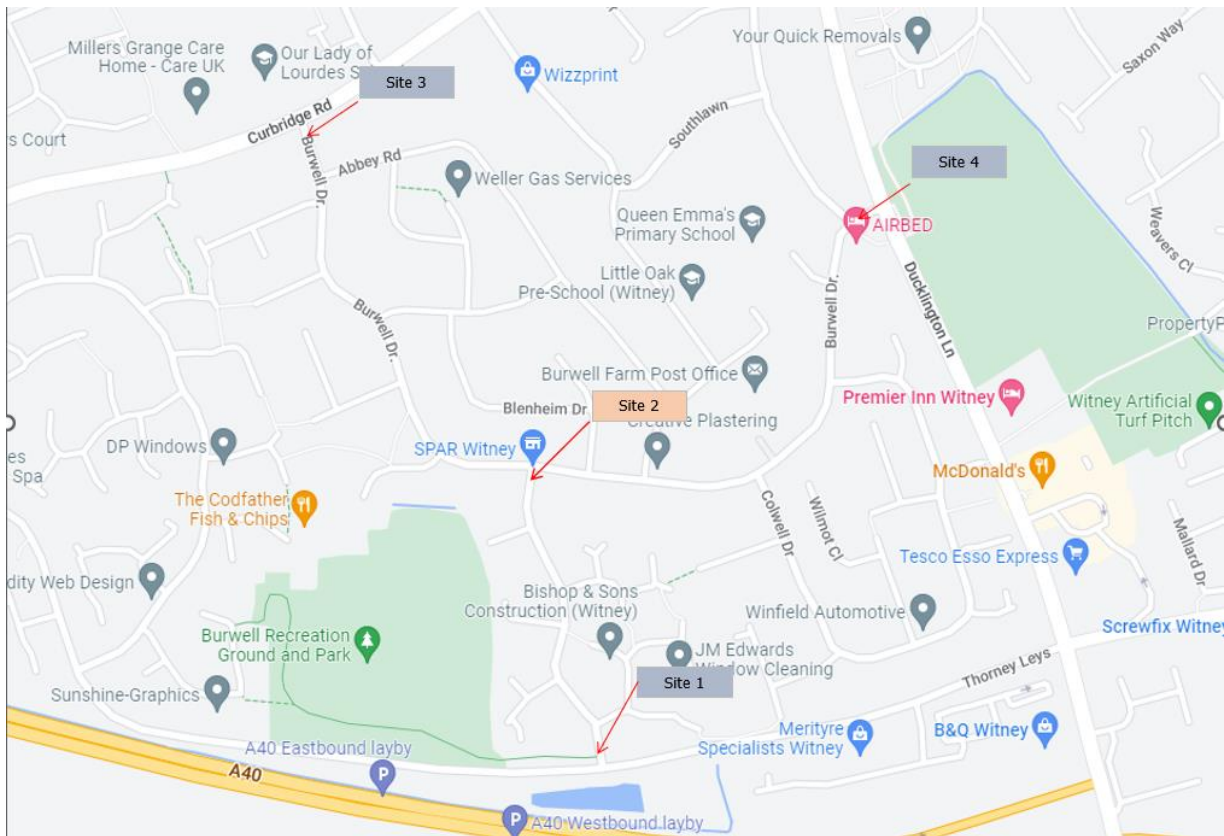 Millers Grange Care
Home - Care UK
Our Lady of
Lourdes S
Site 3
Wizzprint
Your Quick Removals
Saxon Way
s Court
Curbridge Rd
Burwell Dr.
Abbey Rd
Weller Gas Services
Southlawn
Site 4
Queen Emma's
Primary School
AIRBED
Weavers Cl
Little Oak
Pre-School (Witney)
Ducklington Ln
Burwell Dr.
Burwell Dr.
PropertyP
Burwell Farm Post Office
Premier Inn Witney
Witney Artificial
Turf Pitch
Blenheim Dr.
Site 2
Creative Plastering
es
Spa
DP Windows
SPAR Witney
McDonald's
The Codfather
Fish & Chips
Colwell Dr
Wilmot Cl
Mallard Dr
Tesco Esso Express
dity Web Design
Bishop & Sons
Construction (Witney)
Winfield Automotive
Screwfix Witney
Burwell Recreation
Ground and Park
JM Edwards
Window Cleaning
Site 1
Thorney Leys
Sunshine-Graphics
Merityre
Specialists Witney
B&Q Witney
A40 Eastbound layby
A40
A40 Westbound layby